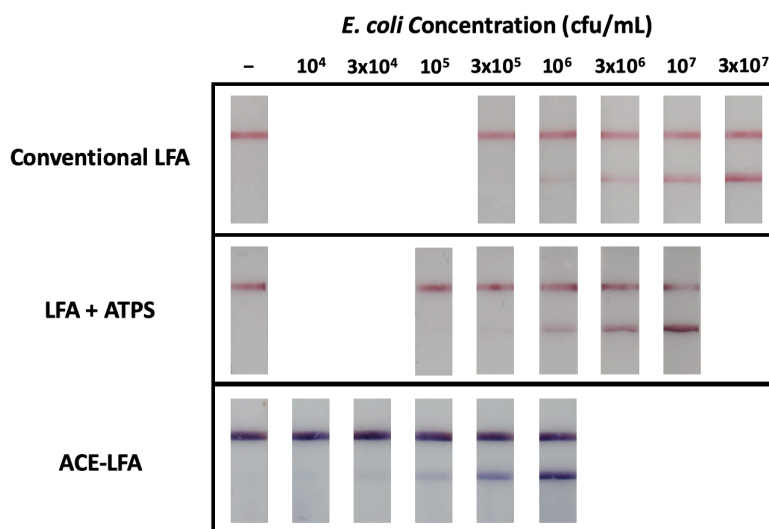 E. coli Concentration (cfu/mL)
– 10⁴ 3x10⁴ 10⁵ 3x10⁵ 10⁶ 3x10⁶ 10⁷ 3x10⁷
Conventional LFA
LFA + ATPS
ACE-LFA